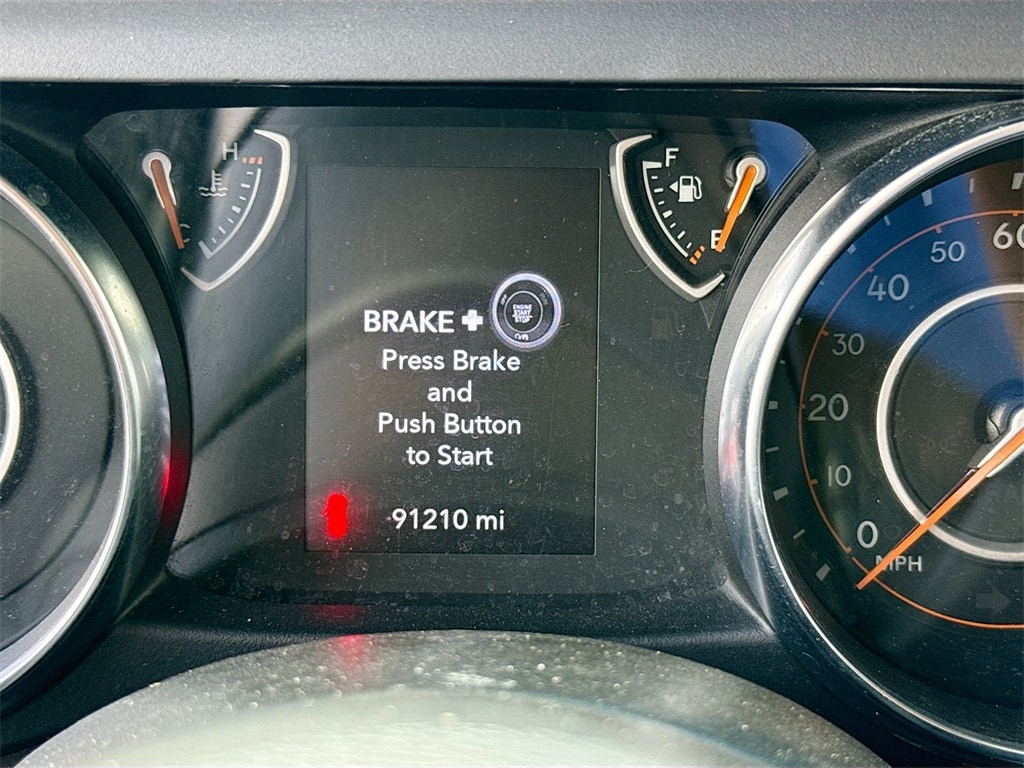 H
C
F
E
BRAKE +
ENGINE
START
STOP
Press Brake
and
Push Button
to Start
91210 mi
60
50
40
30
20
10
0
MPH